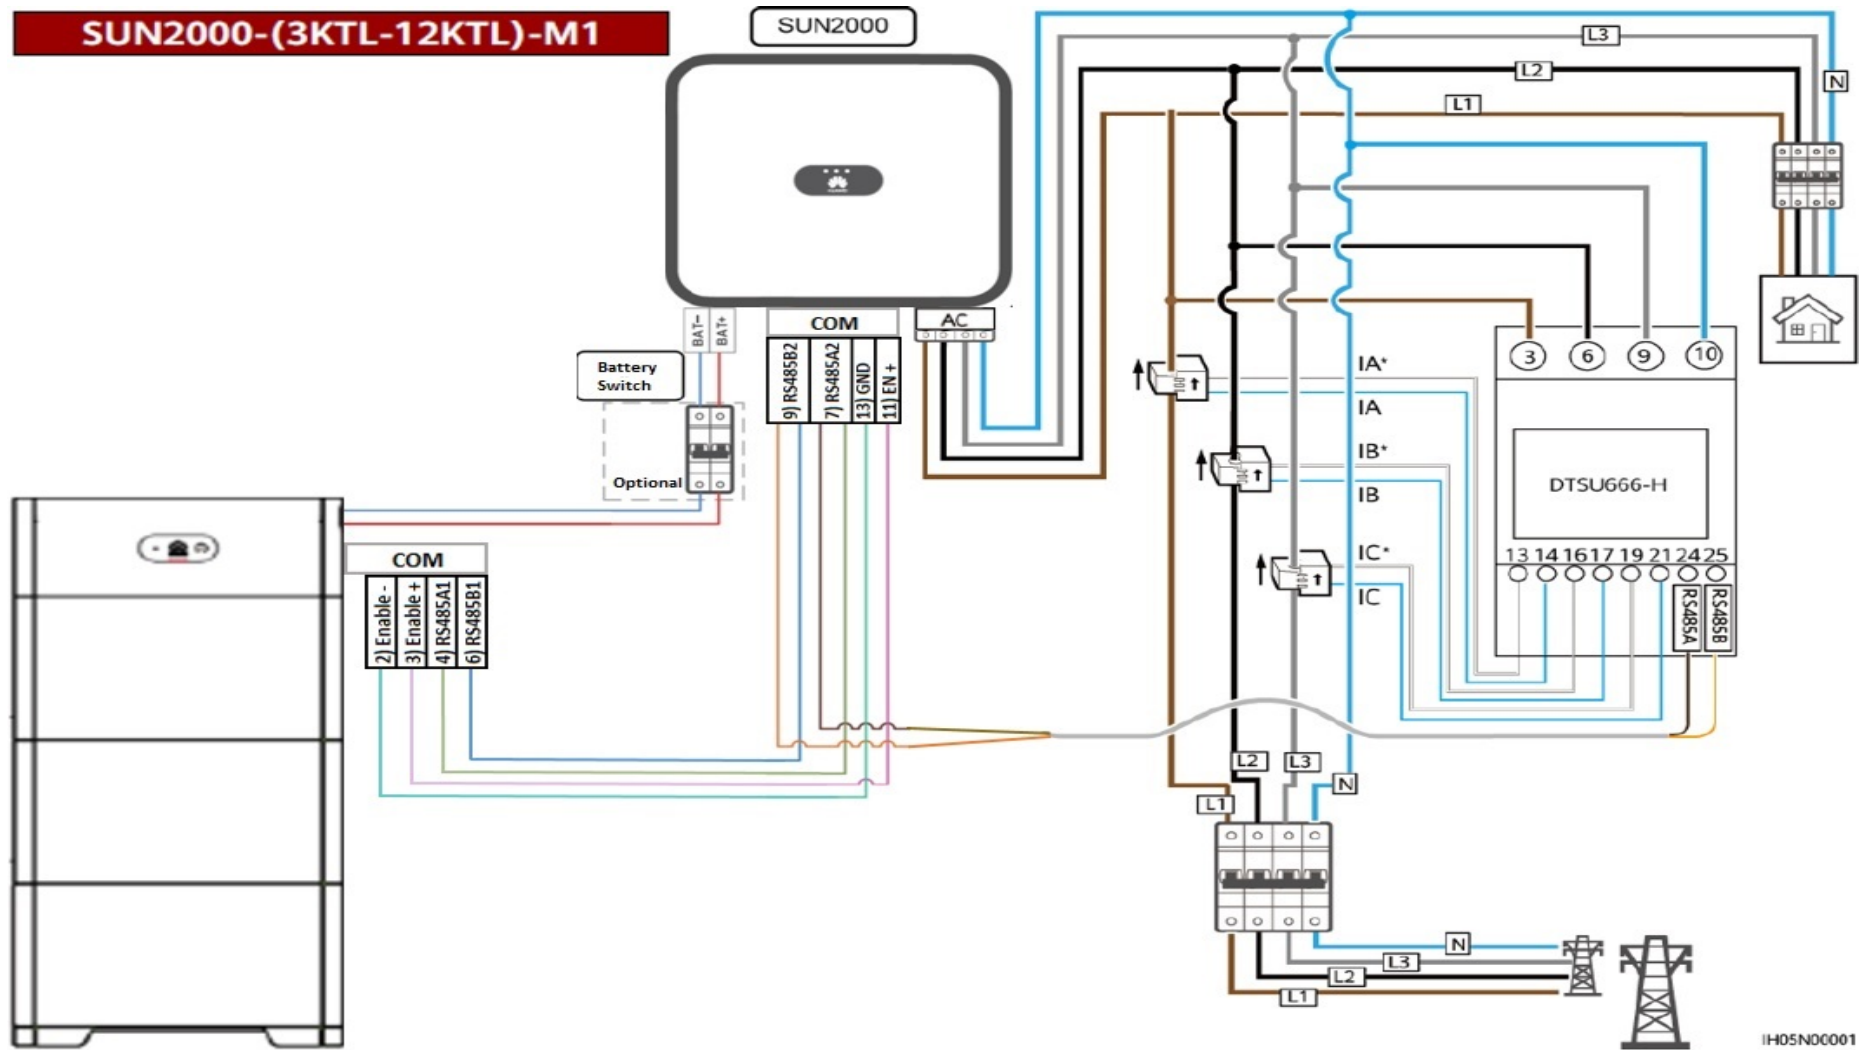 SUN2000-(3KTL-12KTL)-M1
SUN2000
L3
L2
N
L1
BAT−
BAT+
COM
AC
Battery
Switch
9) RS485B2
7) RS485A2
13) GND
11) EN +
Optional
3
6
9
10
IA*
IA
IB*
IB
DTSU666-H
IC*
IC
13 14 16 17 19 21 24 25
RS485A
RS485B
COM
2) Enable -
3) Enable +
4) RS485A1
6) RS485B1
L2
L3
N
L1
N
L3
L2
L1
IH05N00001